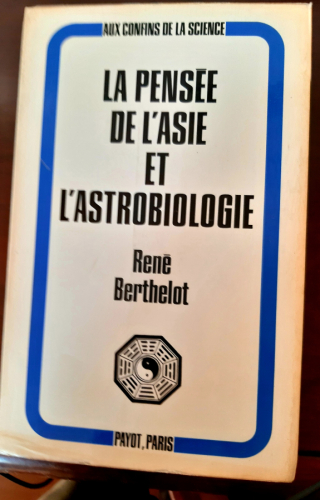 AUX CONFINS DE LA SCIENCE
LA PENSÉE
DE L'ASIE
ET
L'ASTROBIOLOGIE
René
Berthelot
PAYOT, PARIS